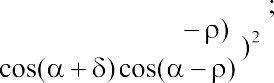 ;
− ρ)
)²
cos(α + δ) cos(α − ρ)